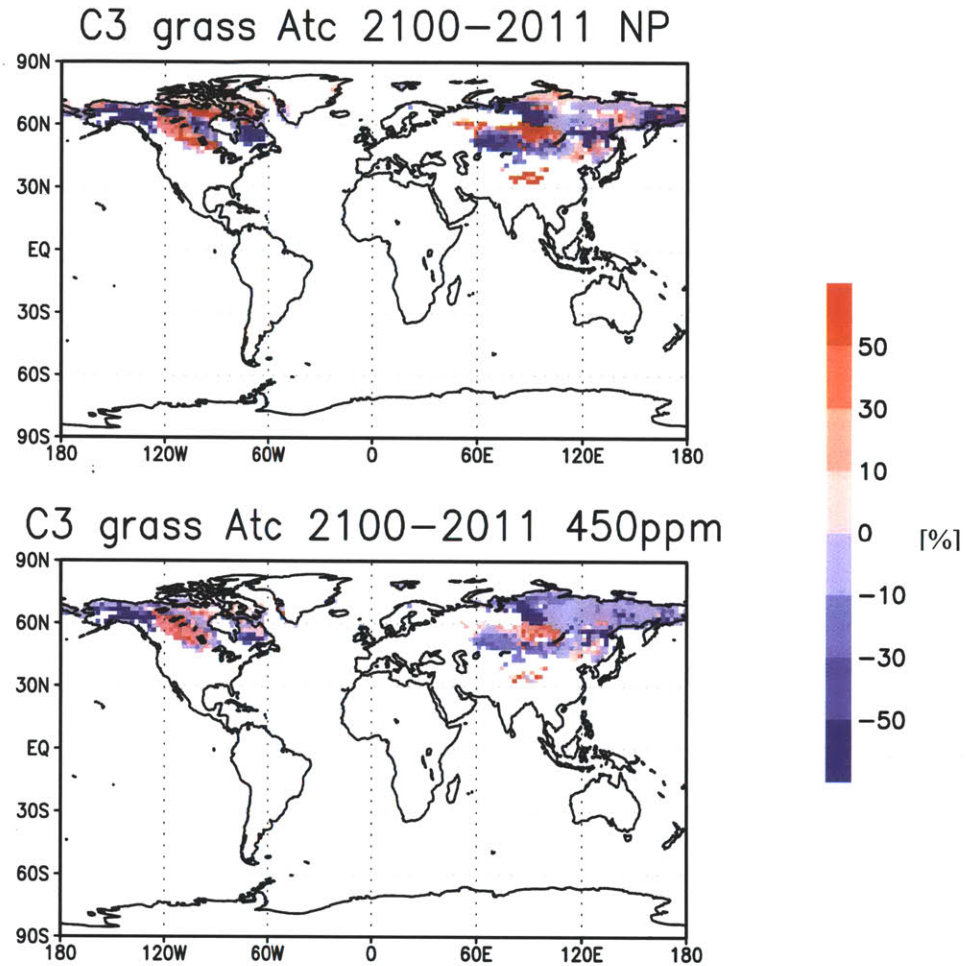 C3 grass Atc 2100-2011 NP
90N
60N
30N
EQ
30S
60S
90S
180 120W 60W 0 60E 120E 180
C3 grass Atc 2100-2011 450ppm
90N
60N
30N
EQ
30S
60S
90S
180 120W 60W 0 60E 120E 180
50
30
10
0
-10
-30
-50
[%]